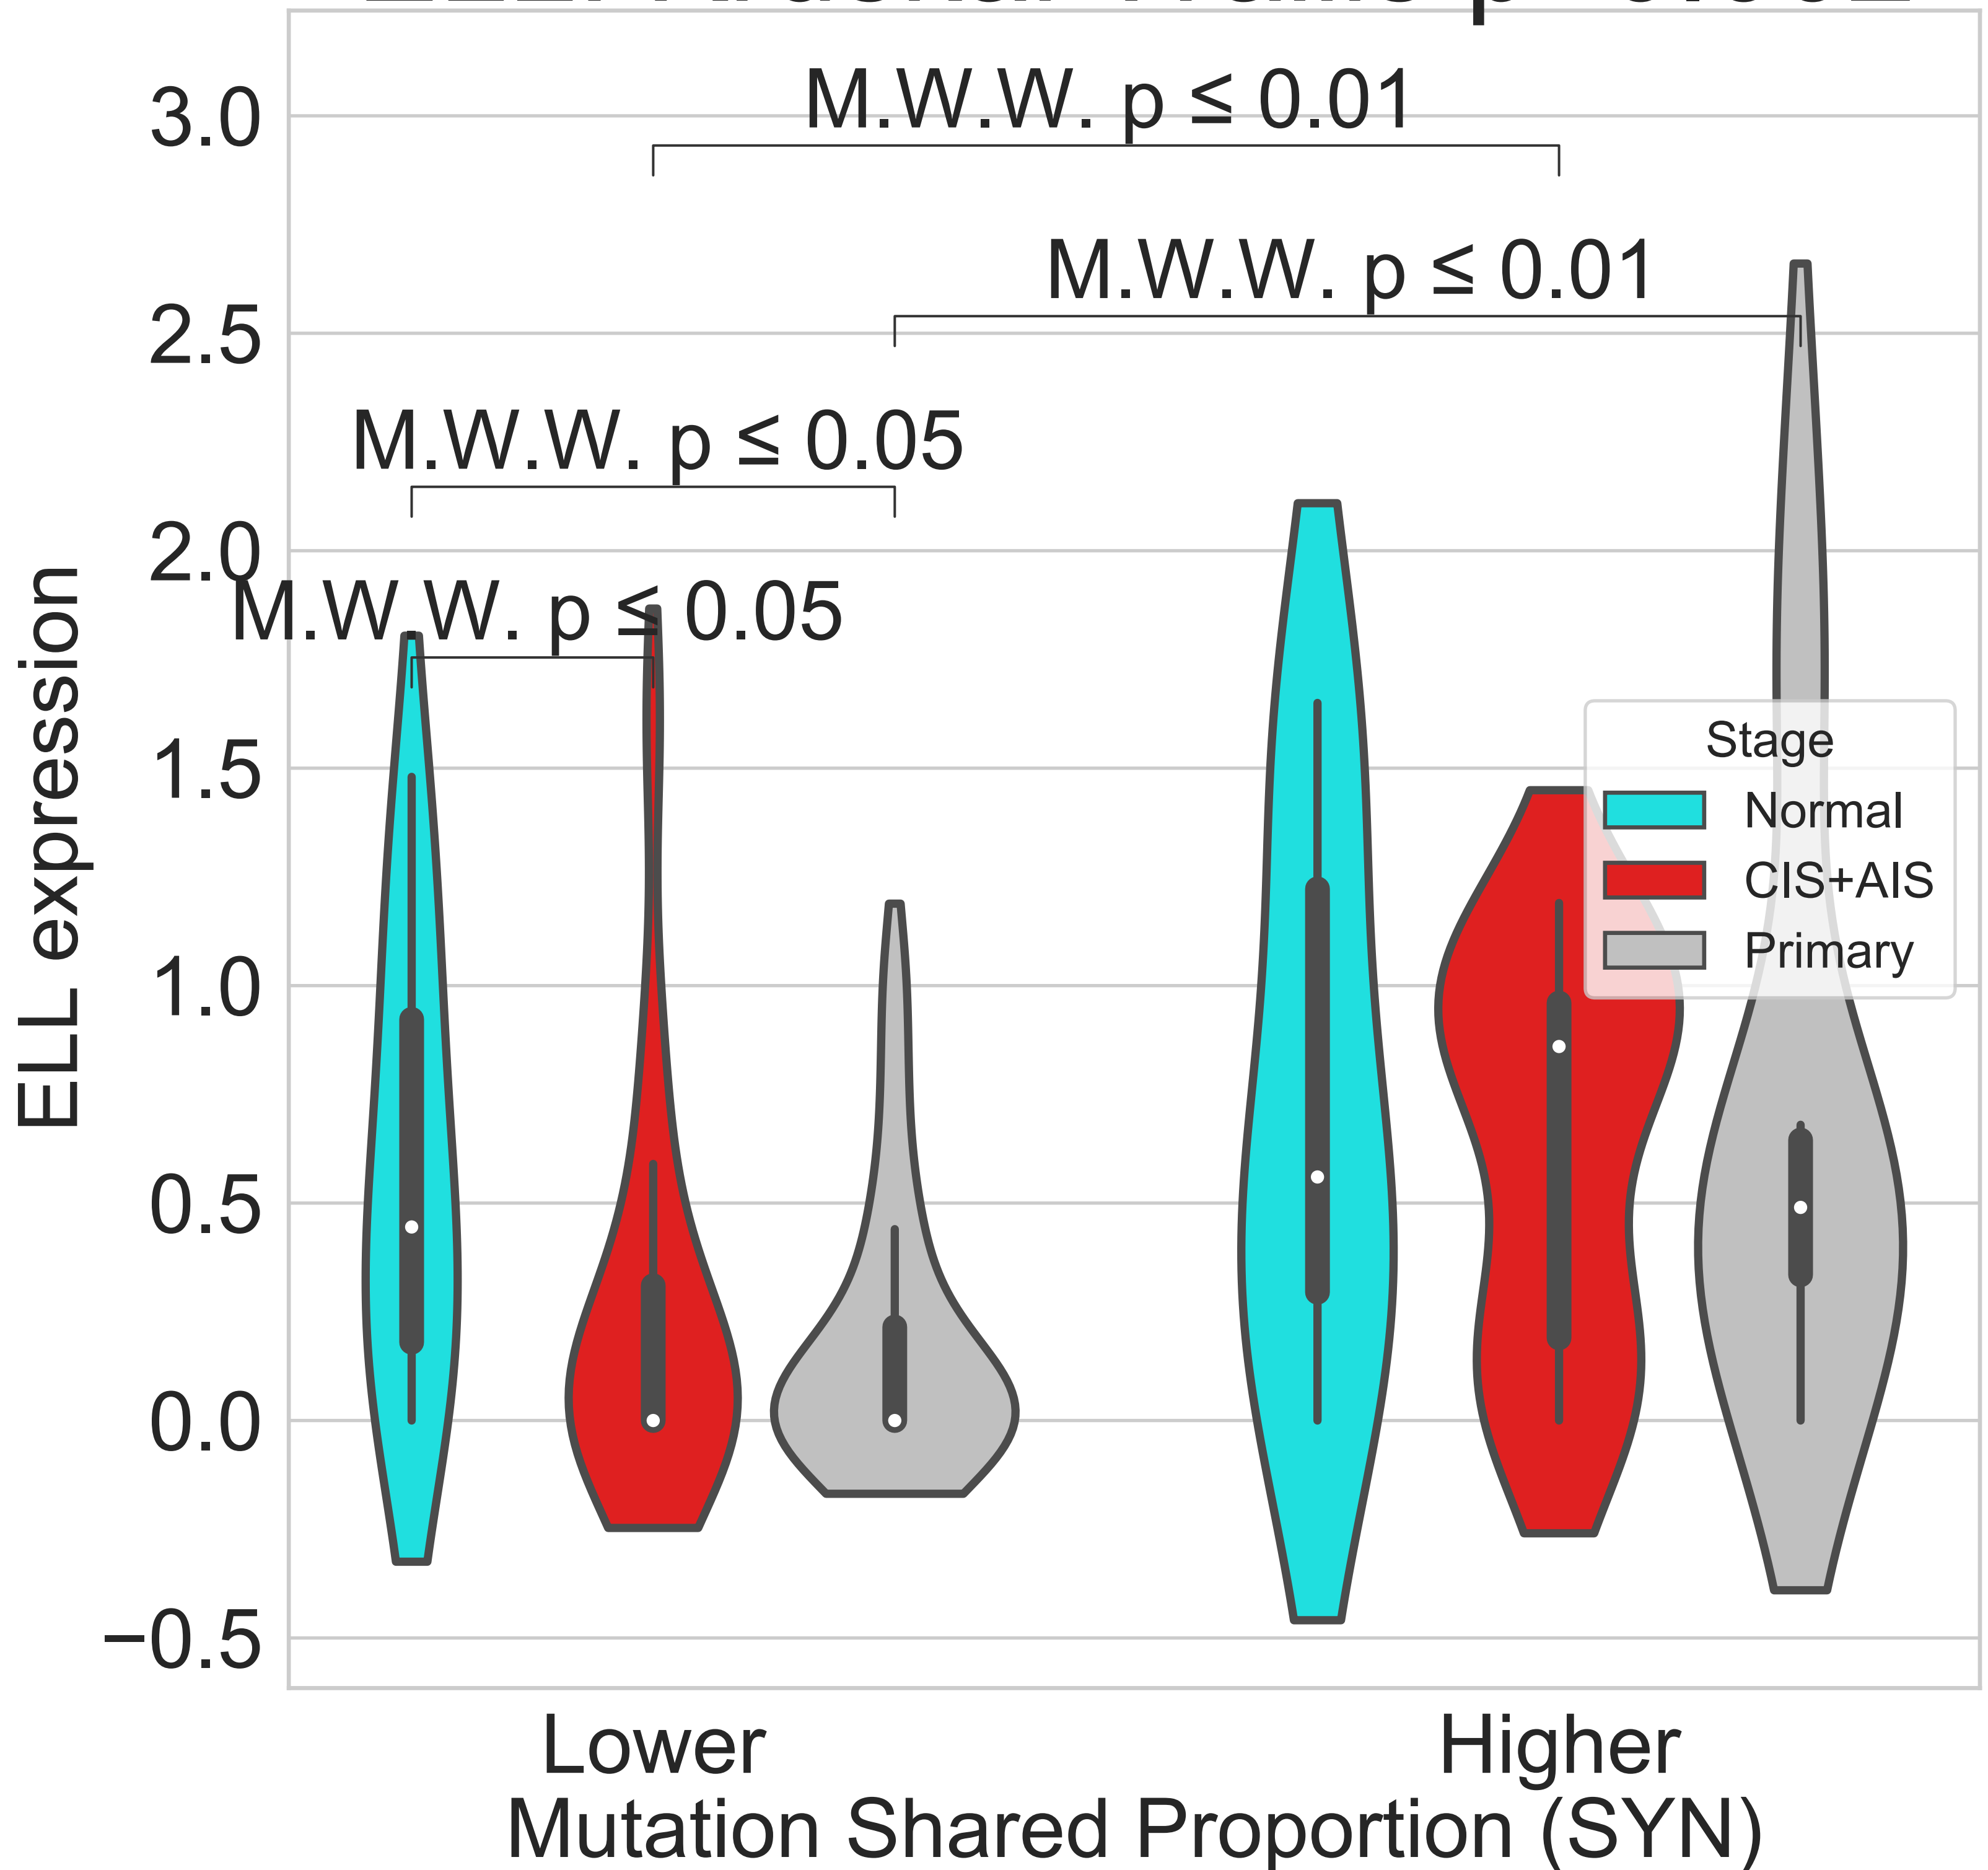 3.0
2.5
2.0
1.5
1.0
0.5
0.0
−0.5
ELL expression
M.W.W. p ≤ 0.01
M.W.W. p ≤ 0.01
M.W.W. p ≤ 0.05
M.W.W. p ≤ 0.05
Stage
Normal
CIS+AIS
Primary
Lower
Higher
Mutation Shared Proportion (SYN)